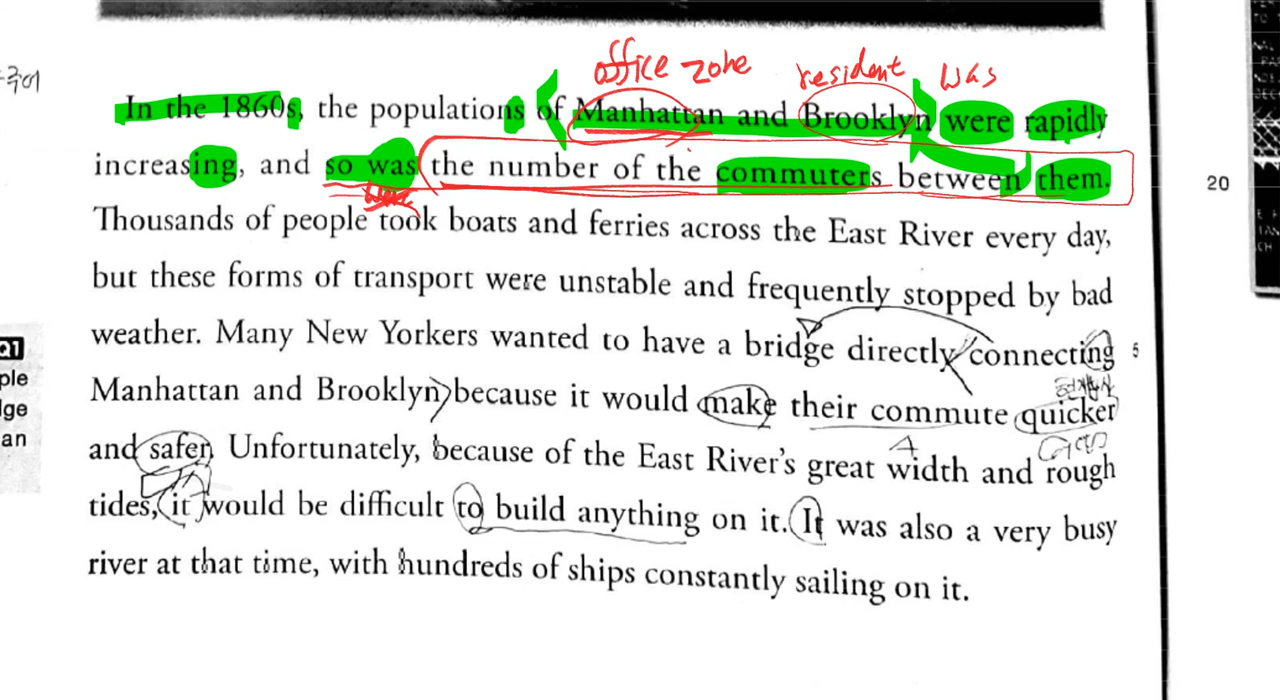 office zone resident was
주어
In the 1860s, the populations of Manhattan and Brooklyn were rapidly
increasing, and so was the number of the commuters between them.
20
were
Thousands of people took boats and ferries across the East River every day,
but these forms of transport were unstable and frequently stopped by bad
weather. Many New Yorkers wanted to have a bridge directly connecting
5
Q1
ple
Manhattan and Brooklyn because it would make their commute quicker
dge
an
and safer. Unfortunately, because of the East River's great width and rough
tides, it would be difficult to build anything on it. It was also a very busy
river at that time, with hundreds of ships constantly sailing on it.